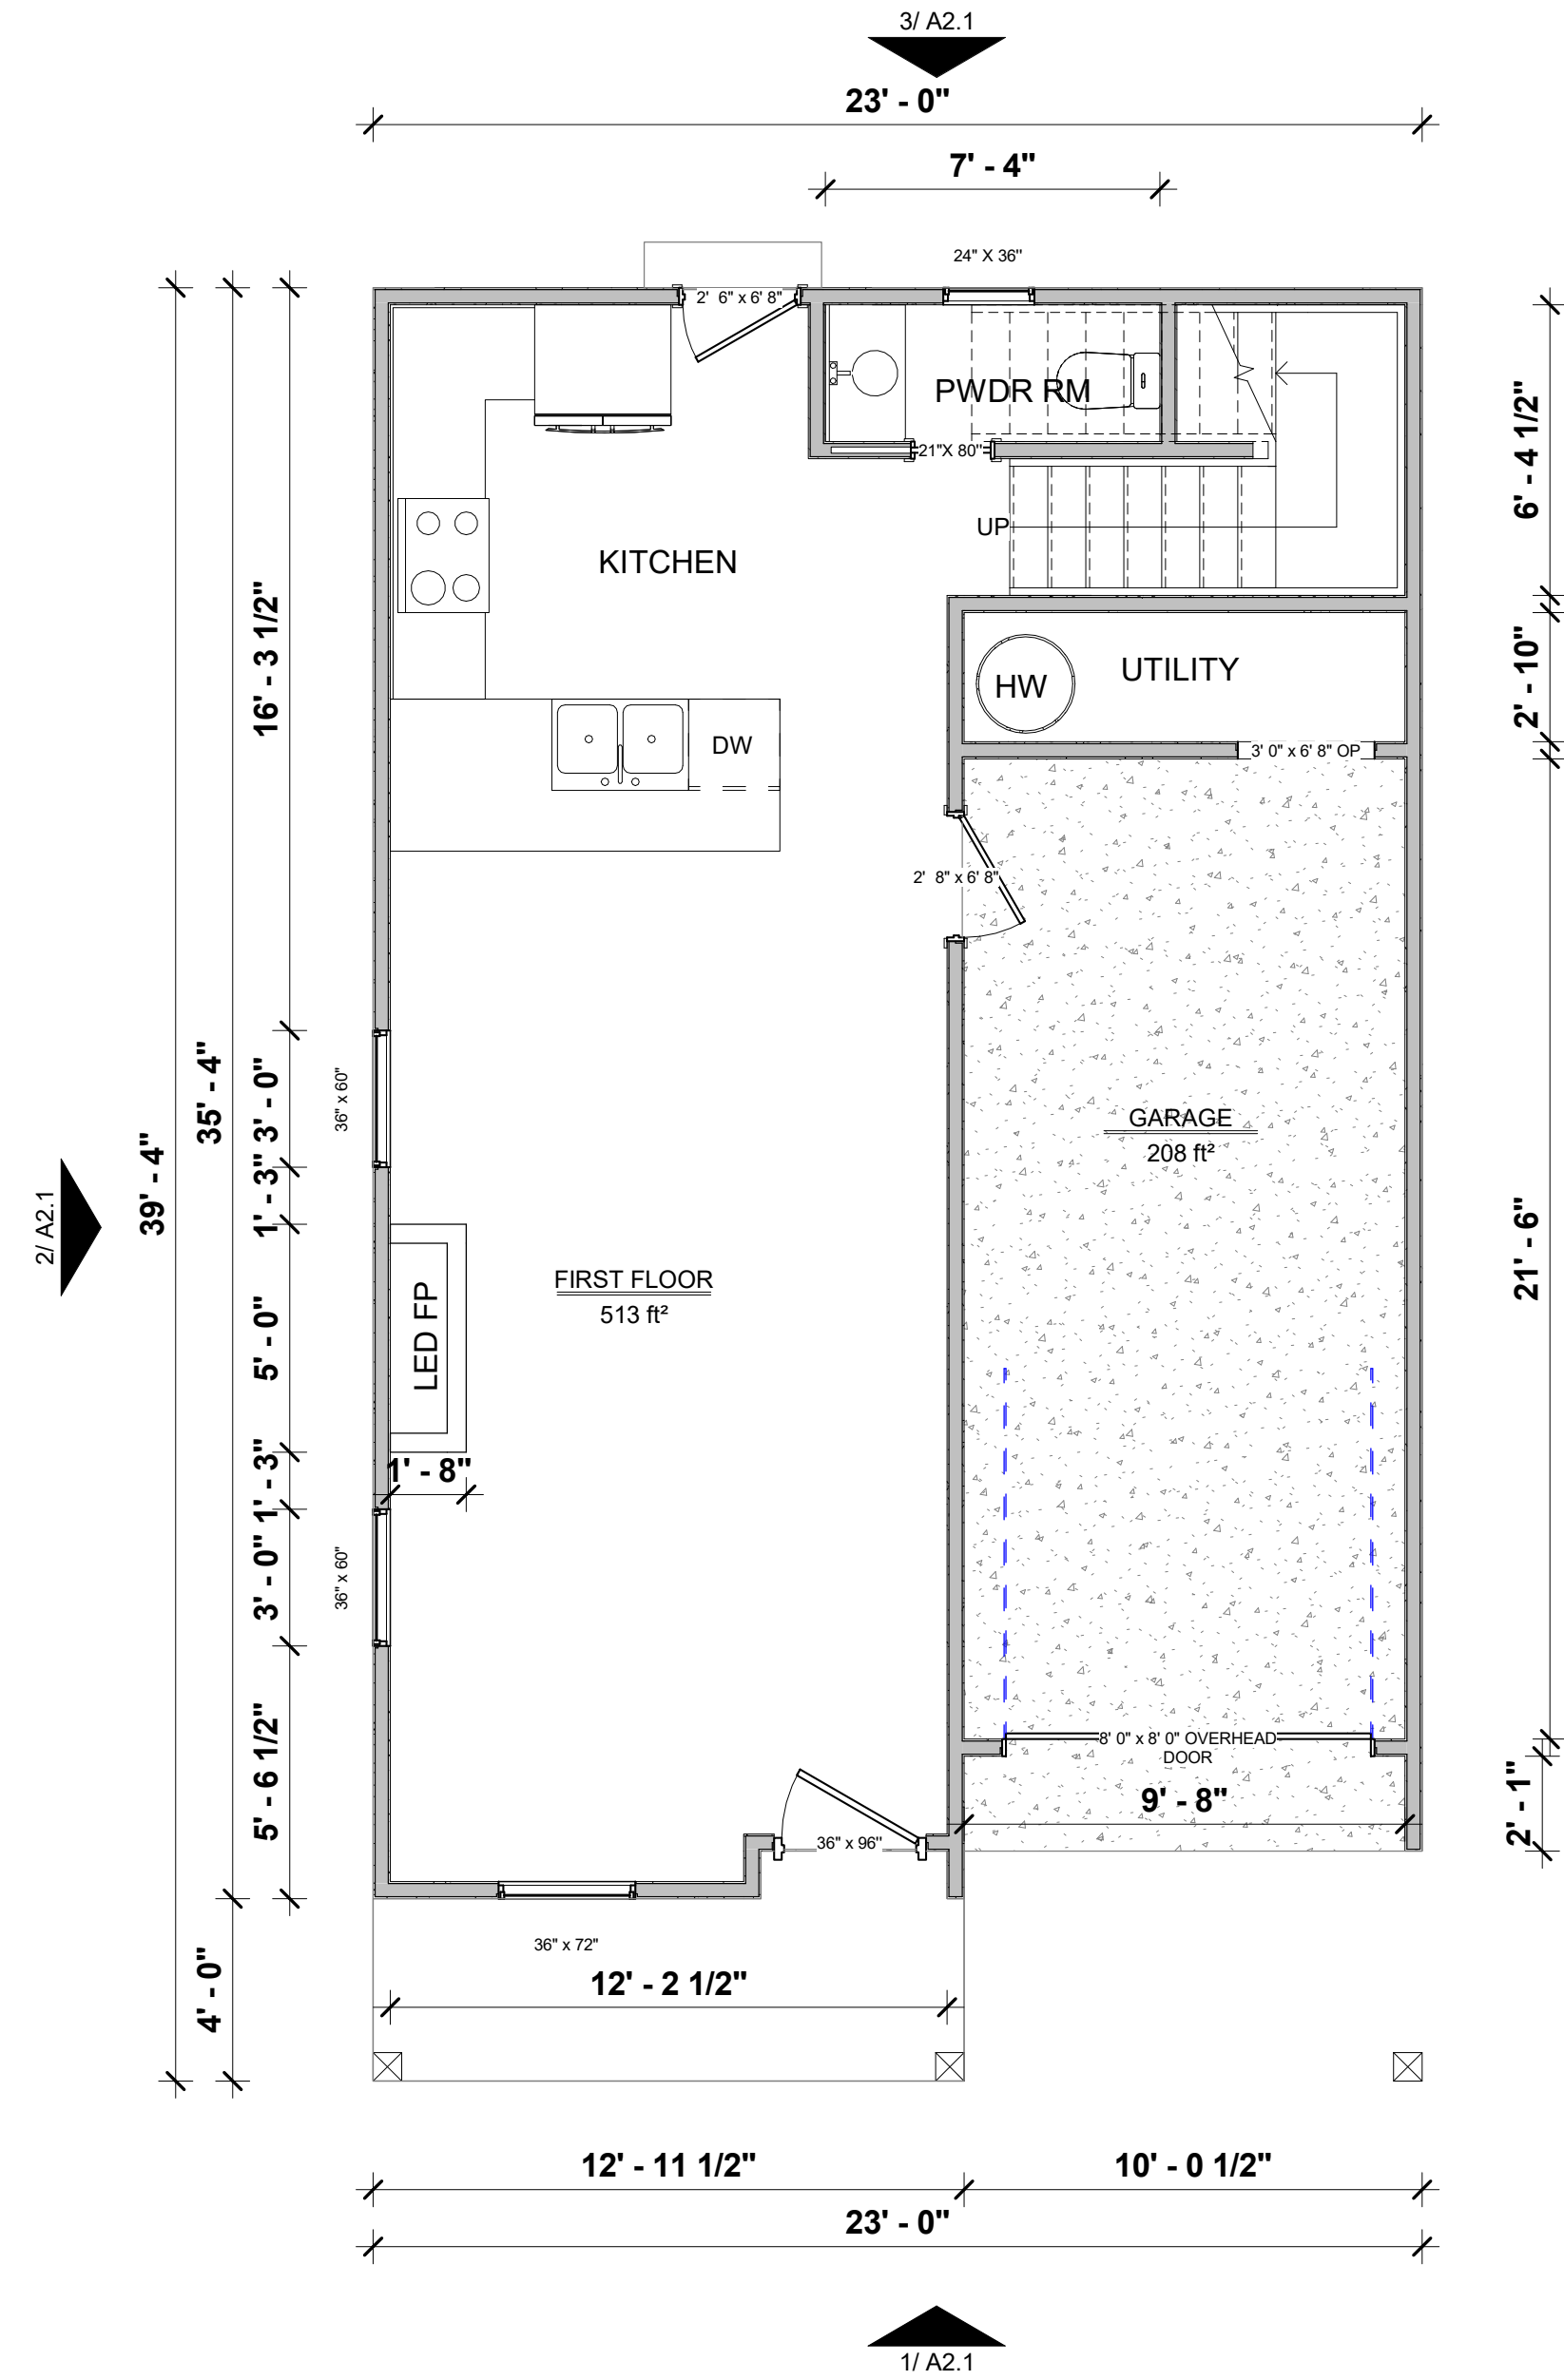 3/ A2.1
23' - 0"
7' - 4"
24" X 36"
2' 6" x 6' 8"
PWDR RM
21"X 80"
UP
KITCHEN
6' - 4 1/2"
16' - 3 1/2"
HW
UTILITY
2' - 10"
DW
3' 0" x 6' 8" OP
2' 8" x 6' 8"
35' - 4"
3' - 0"
36" x 60"
GARAGE
208 ft²
39' - 4"
1' - 3"
2/ A2.1
21' - 6"
FIRST FLOOR
513 ft²
5' - 0"
LED FP
1' - 3"
1' - 8"
3' - 0"
36" x 60"
5' - 6 1/2"
8' 0" x 8' 0" OVERHEAD
DOOR
9' - 8"
2' - 1"
36" x 96"
36" x 72"
4' - 0"
12' - 2 1/2"
12' - 11 1/2"
10' - 0 1/2"
23' - 0"
1/ A2.1